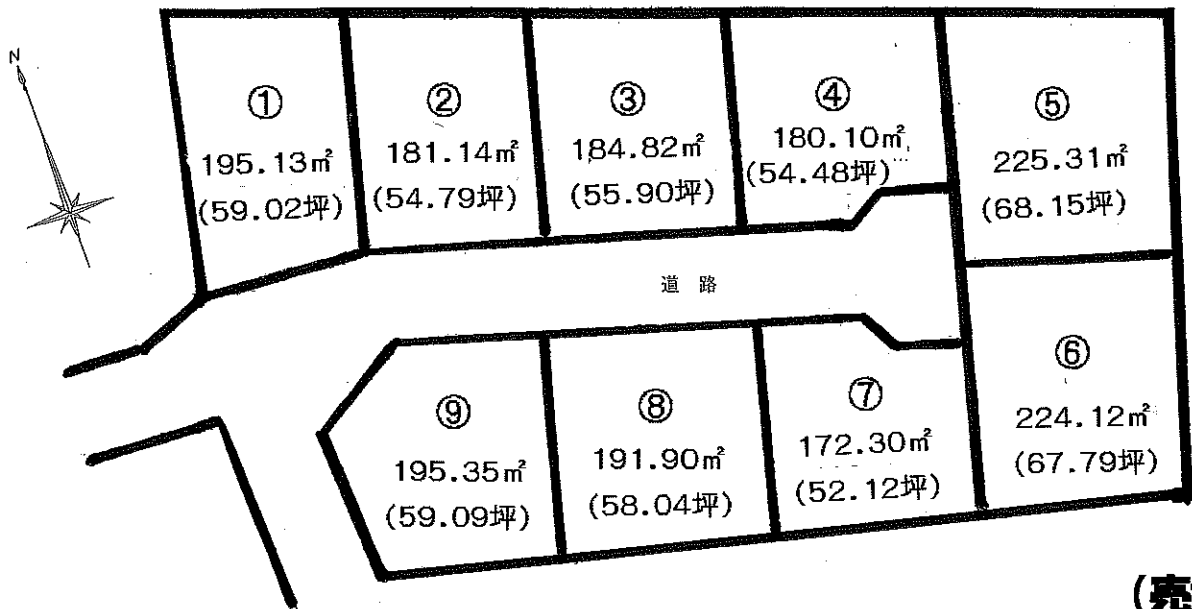 N
①
195.13㎡
(59.02坪)
②
181.14㎡
(54.79坪)
③
184.82㎡
(55.90坪)
④
180.10㎡
(54.48坪)
⑤
225.31㎡
(68.15坪)
道路
⑥
224.12㎡
(67.79坪)
⑦
172.30㎡
(52.12坪)
⑧
191.90㎡
(58.04坪)
⑨
195.35㎡
(59.09坪)
(売